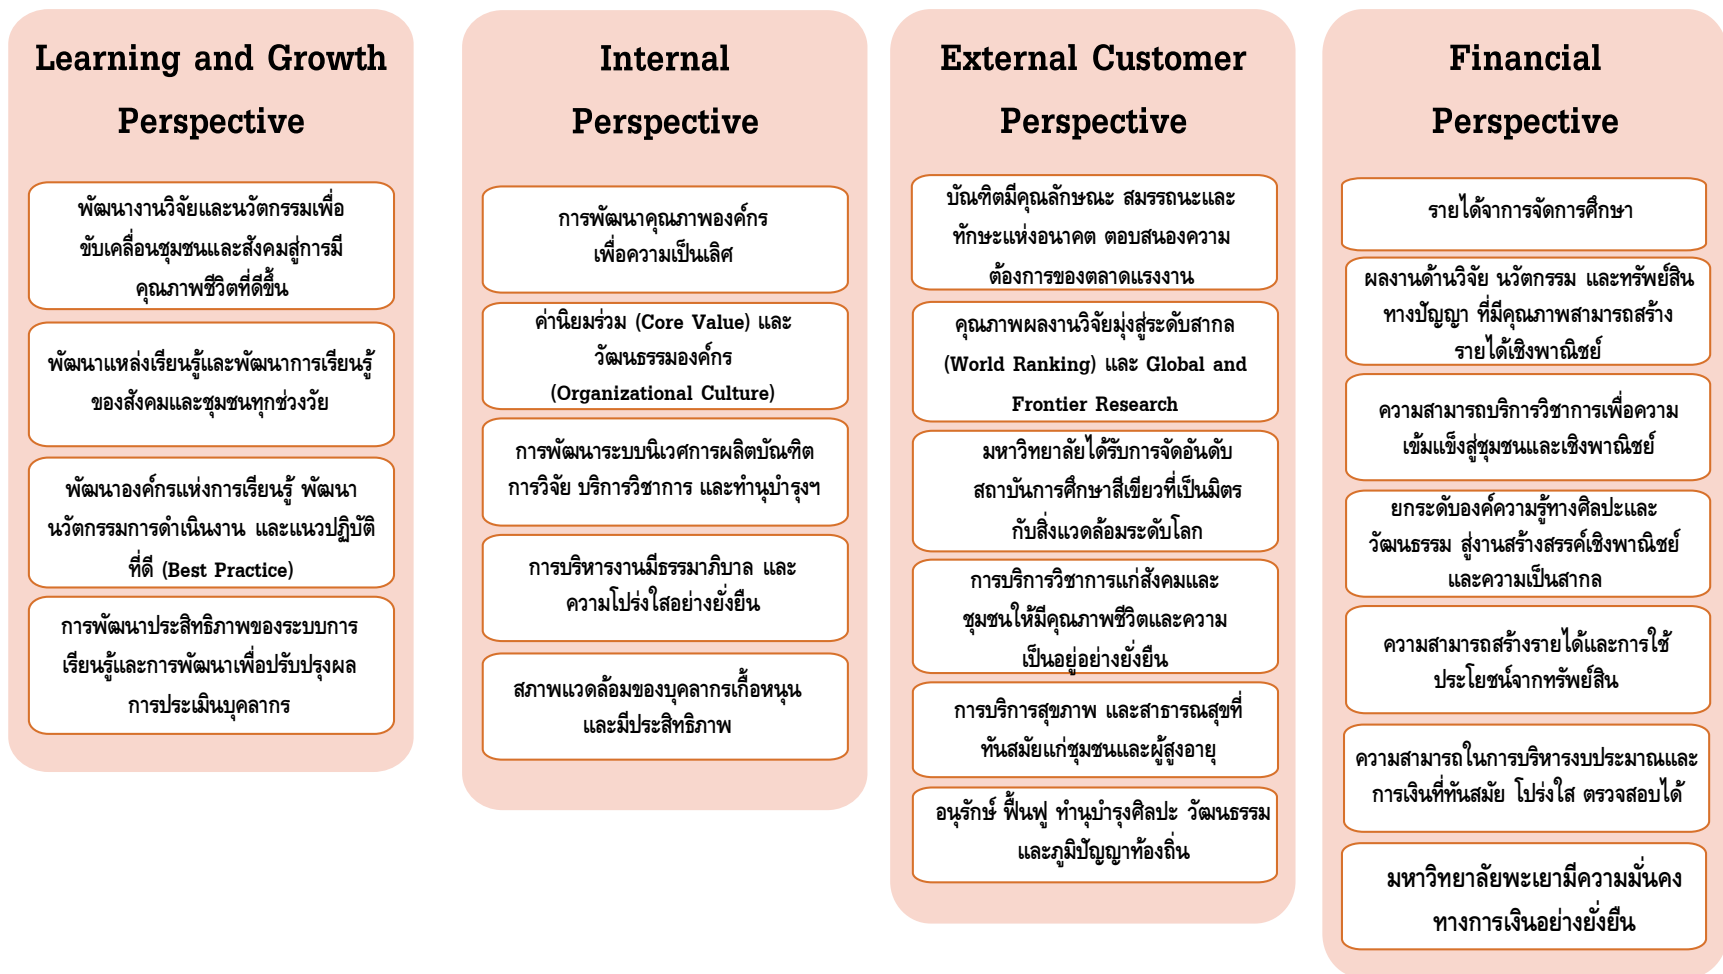 Learning and Growth
Perspective
พัฒนางานวิจัยและนวัตกรรมเพื่อ
ขับเคลื่อนชุมชนและสังคมสู่การมี
คุณภาพชีวิตที่ดีขึ้น
พัฒนาแหล่งเรียนรู้และพัฒนาการเรียนรู้
ของสังคมและชุมชนทุกช่วงวัย
พัฒนาองค์กรแห่งการเรียนรู้ พัฒนา
นวัตกรรมการดำเนินงาน และแนวปฏิบัติ
ที่ดี (Best Practice)
การพัฒนาประสิทธิภาพของระบบการ
เรียนรู้และการพัฒนาเพื่อปรับปรุงผล
การประเมินบุคลากร
Internal
Perspective
การพัฒนาคุณภาพองค์กร
เพื่อความเป็นเลิศ
ค่านิยมร่วม (Core Value) และ
วัฒนธรรมองค์กร
(Organizational Culture)
การพัฒนาระบบนิเวศการผลิตบัณฑิต
การวิจัย บริการวิชาการ และทำนุบำรุงฯ
การบริหารงานมีธรรมาภิบาล และ
ความโปร่งใสอย่างยั่งยืน
สภาพแวดล้อมของบุคลากรเกื้อหนุน
และมีประสิทธิภาพ
External Customer
Perspective
บัณฑิตมีคุณลักษณะ สมรรถนะและ
ทักษะแห่งอนาคต ตอบสนองความ
ต้องการของตลาดแรงงาน
คุณภาพผลงานวิจัยมุ่งสู่ระดับสากล
(World Ranking) และ Global and
Frontier Research
มหาวิทยาลัยได้รับการจัดอันดับ
สถาบันการศึกษาสีเขียวที่เป็นมิตร
กับสิ่งแวดล้อมระดับโลก
การบริการวิชาการแก่สังคมและ
ชุมชนให้มีคุณภาพชีวิตและความ
เป็นอยู่อย่างยั่งยืน
การบริการสุขภาพ และสาธารณสุขที่
ทันสมัยแก่ชุมชนและผู้สูงอายุ
อนุรักษ์ ฟื้นฟู ทำนุบำรุงศิลปะ วัฒนธรรม
และภูมิปัญญาท้องถิ่น
Financial
Perspective
รายได้จาการจัดการศึกษา
ผลงานด้านวิจัย นวัตกรรม และทรัพย์สิน
ทางปัญญา ที่มีคุณภาพสามารถสร้าง
รายได้เชิงพาณิชย์
ความสามารถบริการวิชาการเพื่อความ
เข้มแข็งสู่ชุมชนและเชิงพาณิชย์
ยกระดับองค์ความรู้ทางศิลปะและ
วัฒนธรรม สู่งานสร้างสรรค์เชิงพาณิชย์
และความเป็นสากล
ความสามารถสร้างรายได้และการใช้
ประโยชน์จากทรัพย์สิน
ความสามารถในการบริหารงบประมาณและ
การเงินที่ทันสมัย โปร่งใส ตรวจสอบได้
มหาวิทยาลัยพะเยามีความมั่นคง
ทางการเงินอย่างยั่งยืน